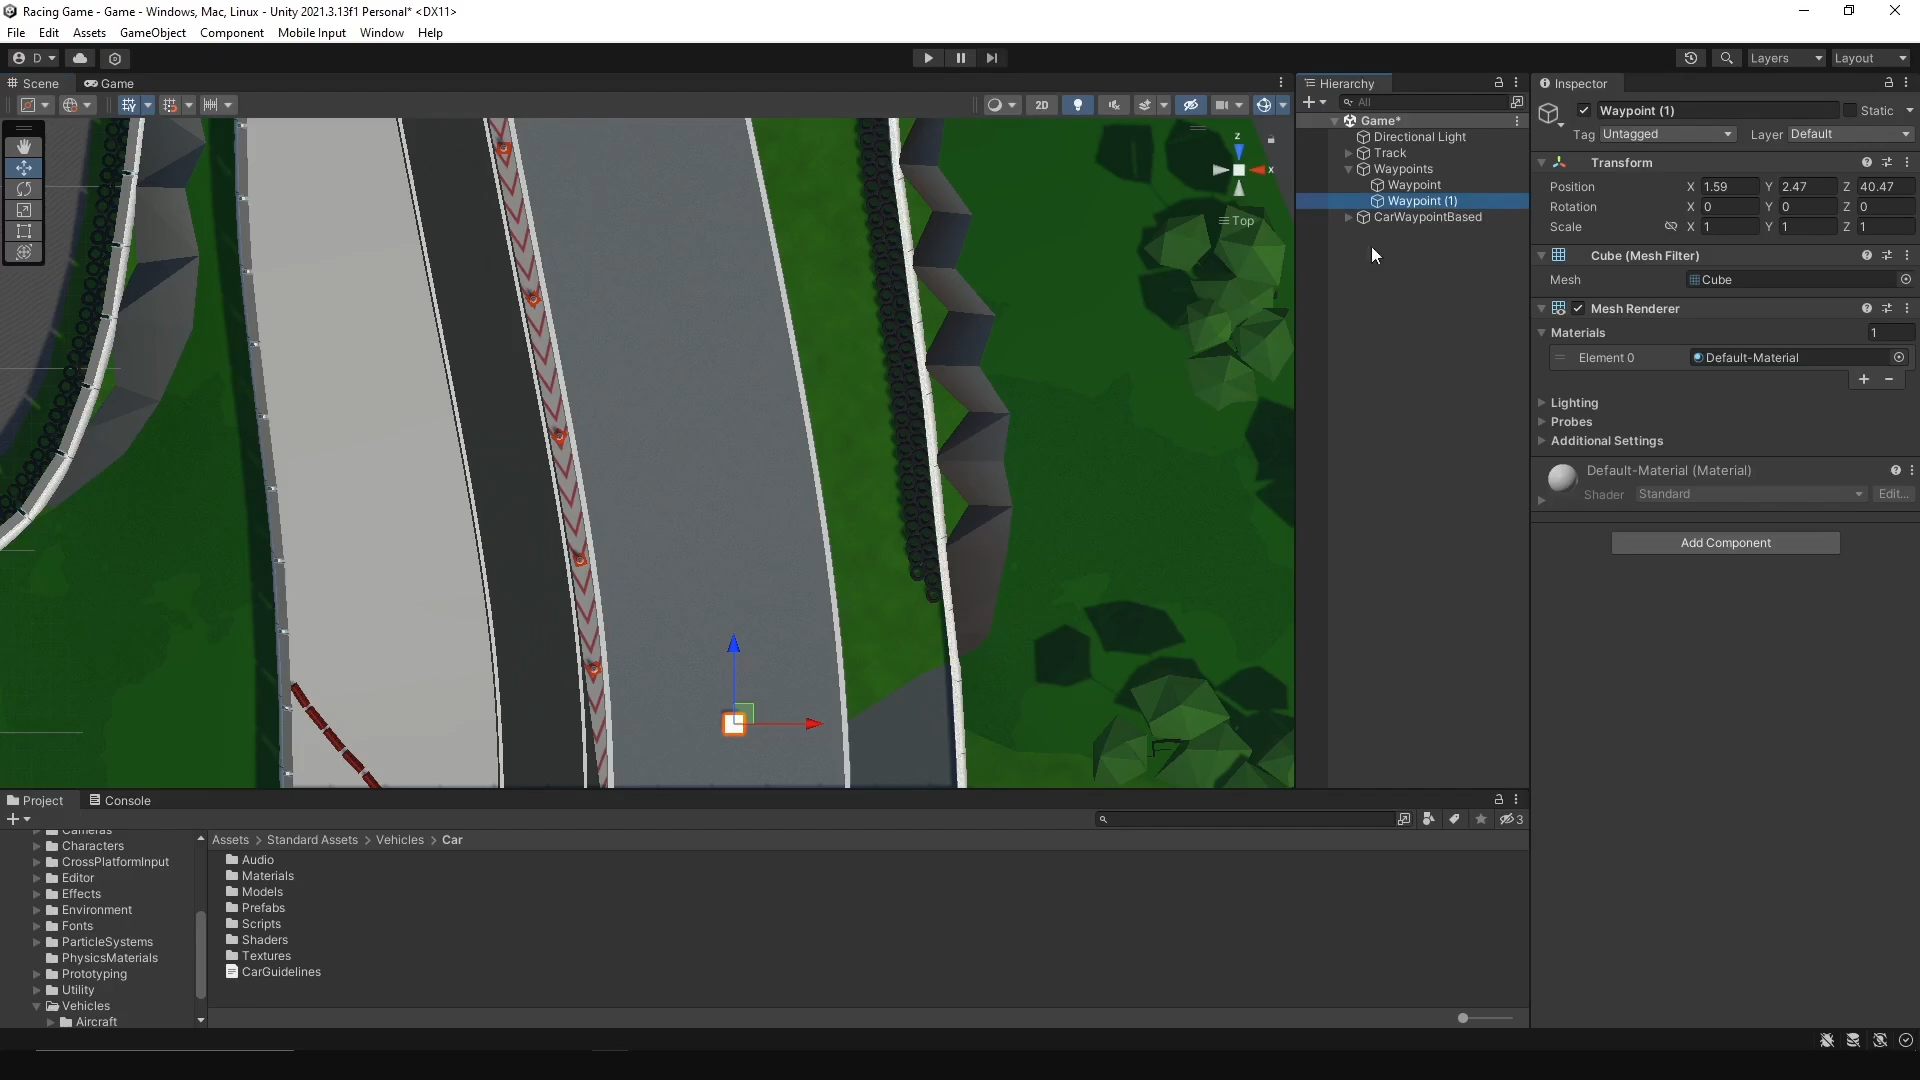 Racing Game - Game - Windows, Mac, Linux - Unity 2021.3.13f1 Personal* <DX11>
File Edit Assets GameObject Component Mobile Input Window Help
D Layers Layout
Scene Game
2D
z
x
Top
Hierarchy
All
Game*
Directional Light
Track
Waypoints
Waypoint
Waypoint (1)
CarWaypointBased
Inspector
Waypoint (1) Static
Tag Untagged Layer Default
Transform
Position X 1.59 Y 2.47 Z 40.47
Rotation X 0 Y 0 Z 0
Scale X 1 Y 1 Z 1
Cube (Mesh Filter)
Mesh Cube
Mesh Renderer
Materials 1
Element 0 Default-Material
Lighting
Probes
Additional Settings
Default-Material (Material)
Shader Standard Edit...
Add Component
Project Console
3
Cameras
Characters
CrossPlatformInput
Editor
Effects
Environment
Fonts
ParticleSystems
PhysicsMaterials
Prototyping
Utility
Vehicles
Aircraft
Assets > Standard Assets > Vehicles > Car
Audio
Materials
Models
Prefabs
Scripts
Shaders
Textures
CarGuidelines